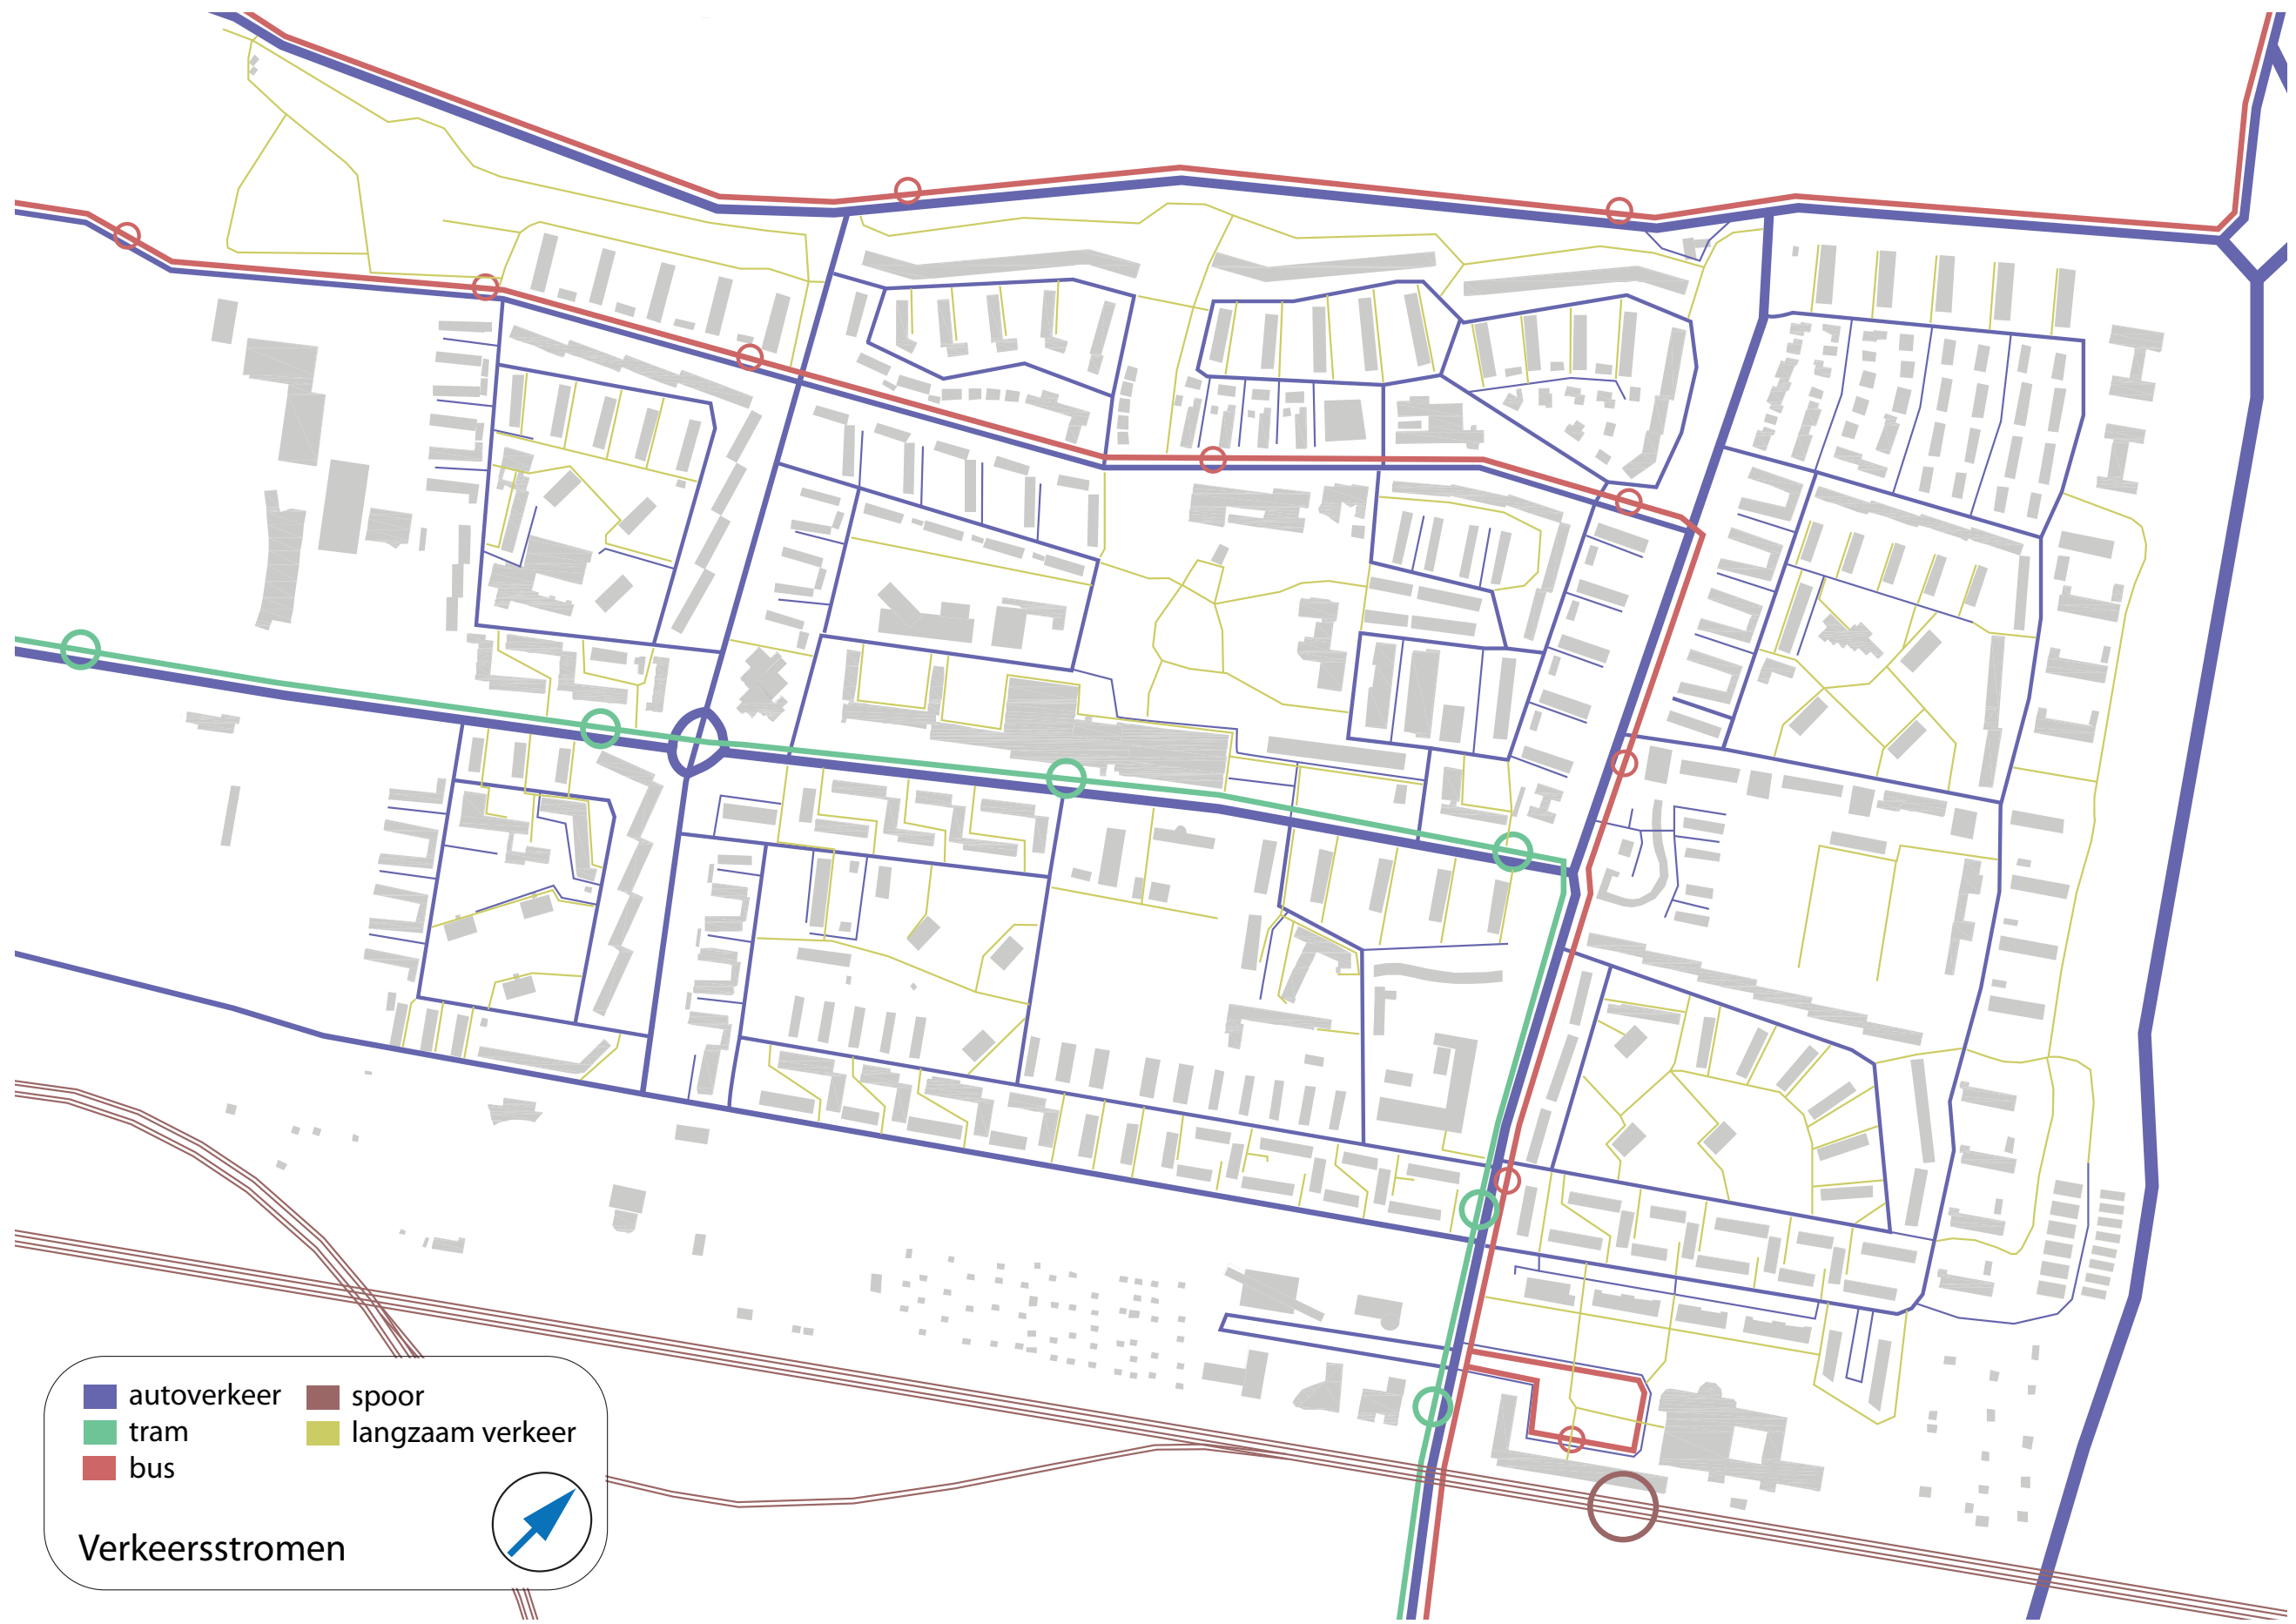 autoverkeer
tram
bus
spoor
langzaam verkeer
Verkeersstromen